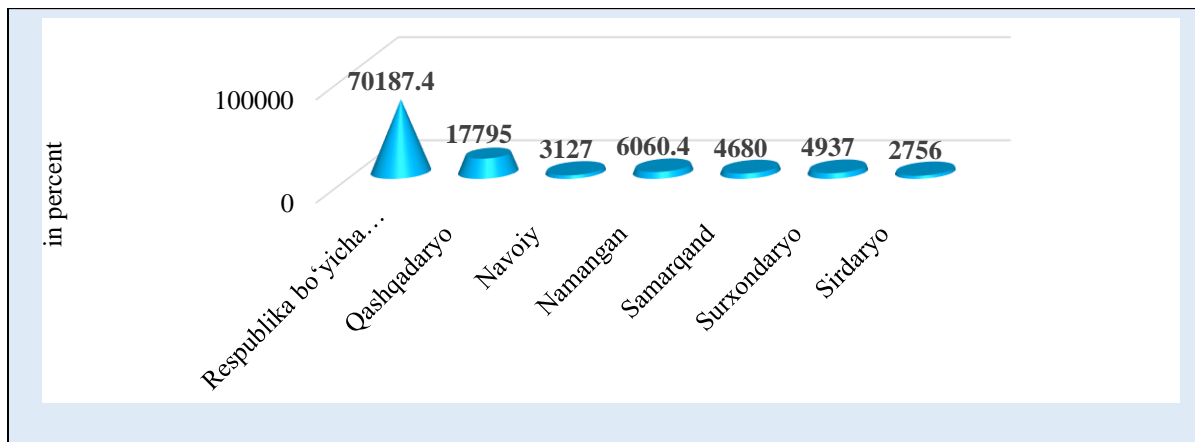 70187.4
17795
3127
6060.4
4680
4937
2756
100000
0
in percent
Respublika bo‘yicha…
Qashqadaryo
Navoiy
Namangan
Samarqand
Surxondaryo
Sirdaryo